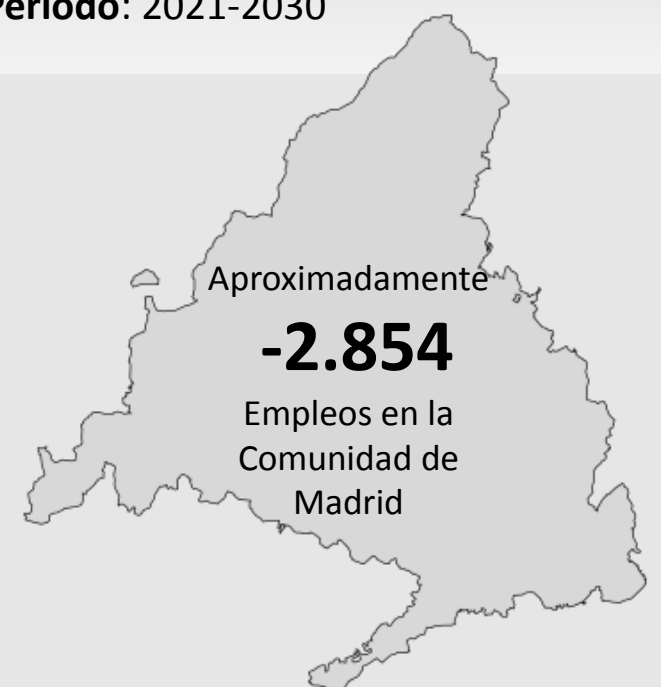 Periodo: 2021-2030
Aproximadamente
-2.854
Empleos en la
Comunidad de
Madrid